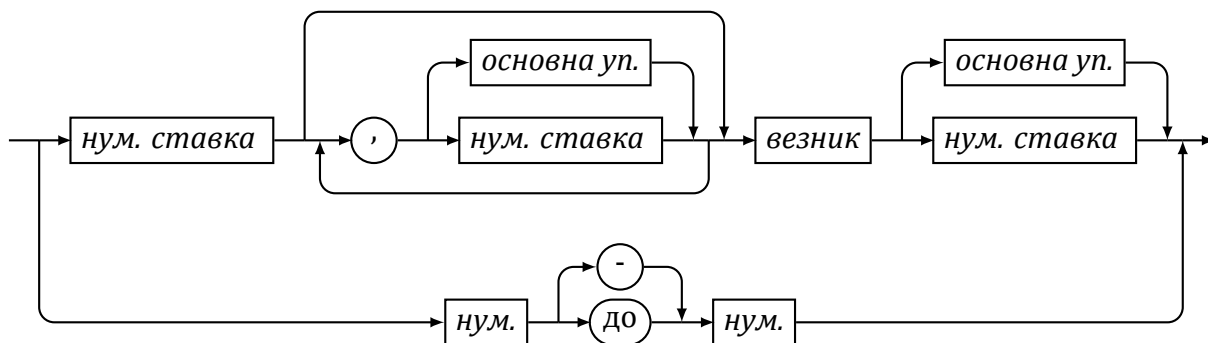 основна уп. основна уп.
нум. ставка , нум. ставка везник нум. ставка
-
нум. до нум.